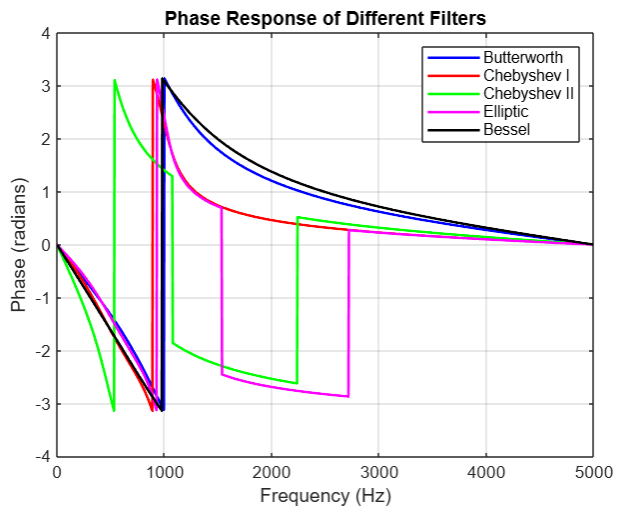 Phase Response of Different Filters
4
3
2
1
0
-1
-2
-3
-4
Phase (radians)
Butterworth
Chebyshev I
Chebyshev II
Elliptic
Bessel
0
1000
2000
3000
4000
5000
Frequency (Hz)